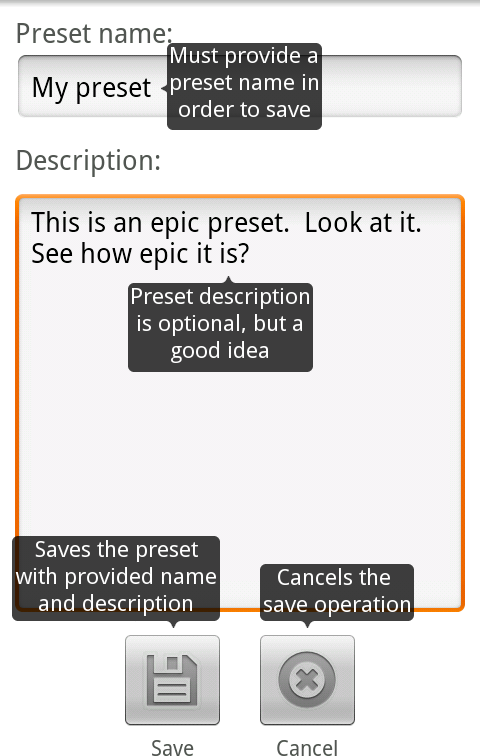 Preset name:
Must provide a
preset name in
order to save
My preset
Description:
This is an epic preset.  Look at it.
See how epic it is?
Preset description
is optional, but a
good idea
Saves the preset
with provided name
and description
Cancels the
save operation
Save
Cancel